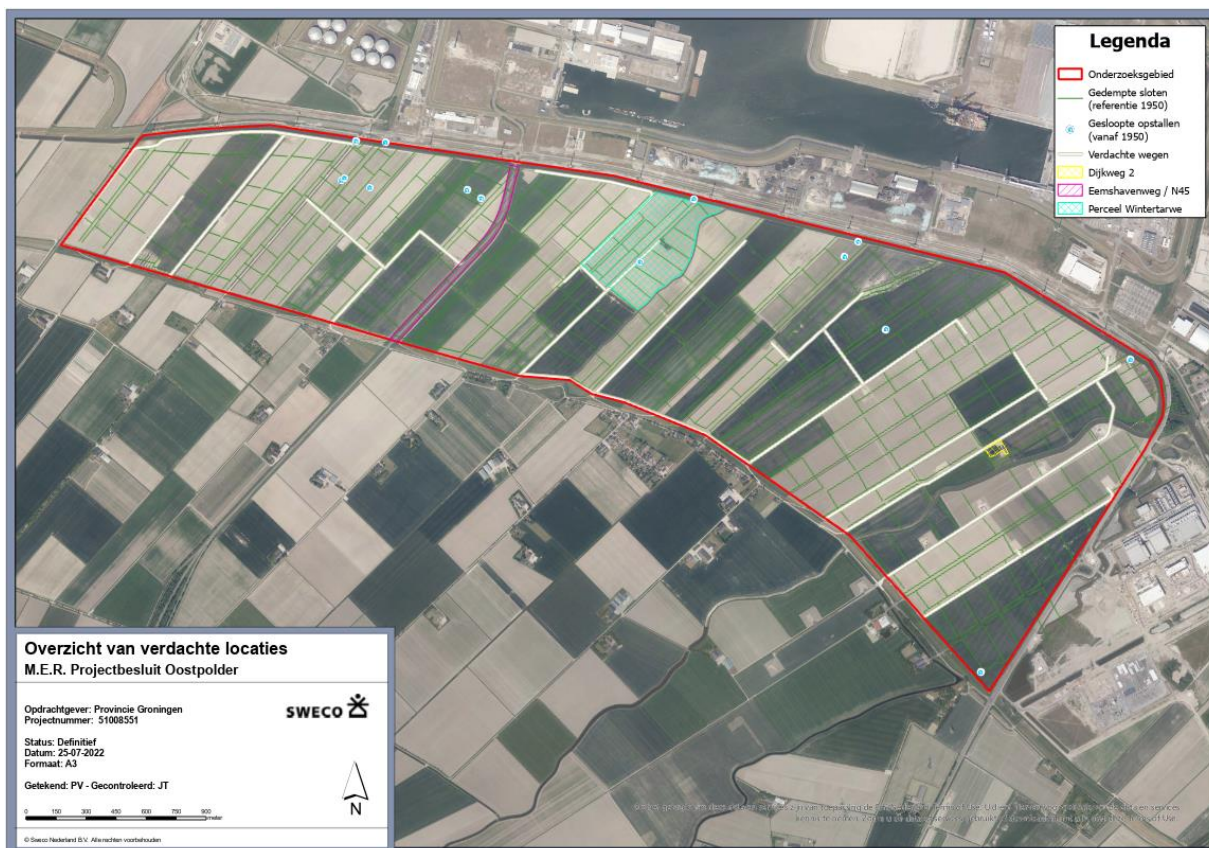 Legenda
Onderzoeksgebied
Gedempte sloten
(referentie 1950)
Gesloopte opstallen
(vanaf 1950)
Verdachte wegen
Dijkweg 2
Eemshavenweg / N45
Perceel Wintertarwe
Overzicht van verdachte locaties
M.E.R. Projectbesluit Oostpolder
Opdrachtgever: Provincie Groningen
Projectnummer: 51008551
SWECO
Status: Definitief
Datum: 25-07-2022
Formaat: A3
Getekend: PV - Gecontroleerd: JT
N
0 150 300 450 600 750 900
meter
© Sweco Nederland B.V. Alle rechten voorbehouden